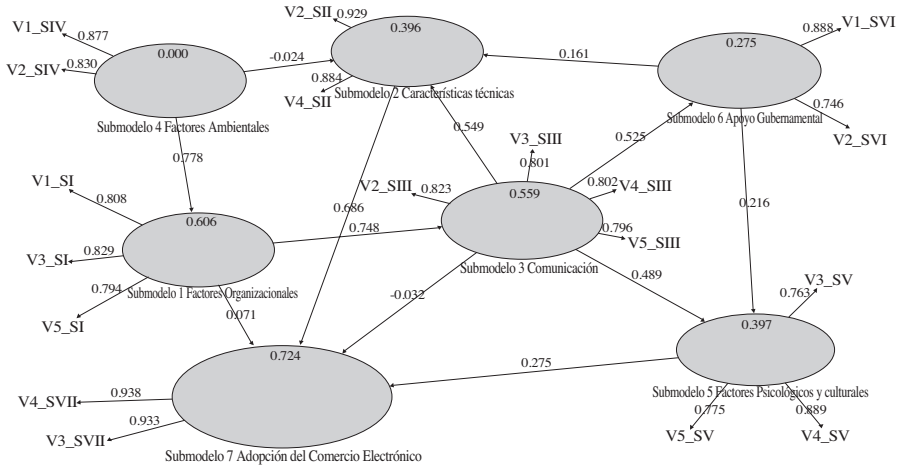 V2_SII
0.929
V1_SIV
0.877
0.396
0.888
V1_SVI
0.000
0.275
-0.024
0.161
V2_SIV
0.830
0.884
V4_SII
Submodelo 2 Características técnicas
0.746
V2_SVI
Submodelo 4 Factores Ambientales
Submodelo 6 Apoyo Gubernamental
0.549
0.525
V3_SIII
0.801
0.778
V1_SI
0.808
V2_SIII
0.823
0.559
0.802
V4_SIII
0.686
0.216
0.606
0.748
0.796
V5_SIII
V3_SI
0.829
Submodelo 3 Comunicación
0.489
V3_SV
0.763
0.794
Submodelo 1 Factores Organizacionales
-0.032
V5_SI
0.071
0.397
0.724
0.275
Submodelo 5 Factores Psicológicos y culturales
V4_SVII
0.938
0.933
V3_SVII
0.775
0.889
V5_SV
V4_SV
Submodelo 7 Adopción del Comercio Electrónico